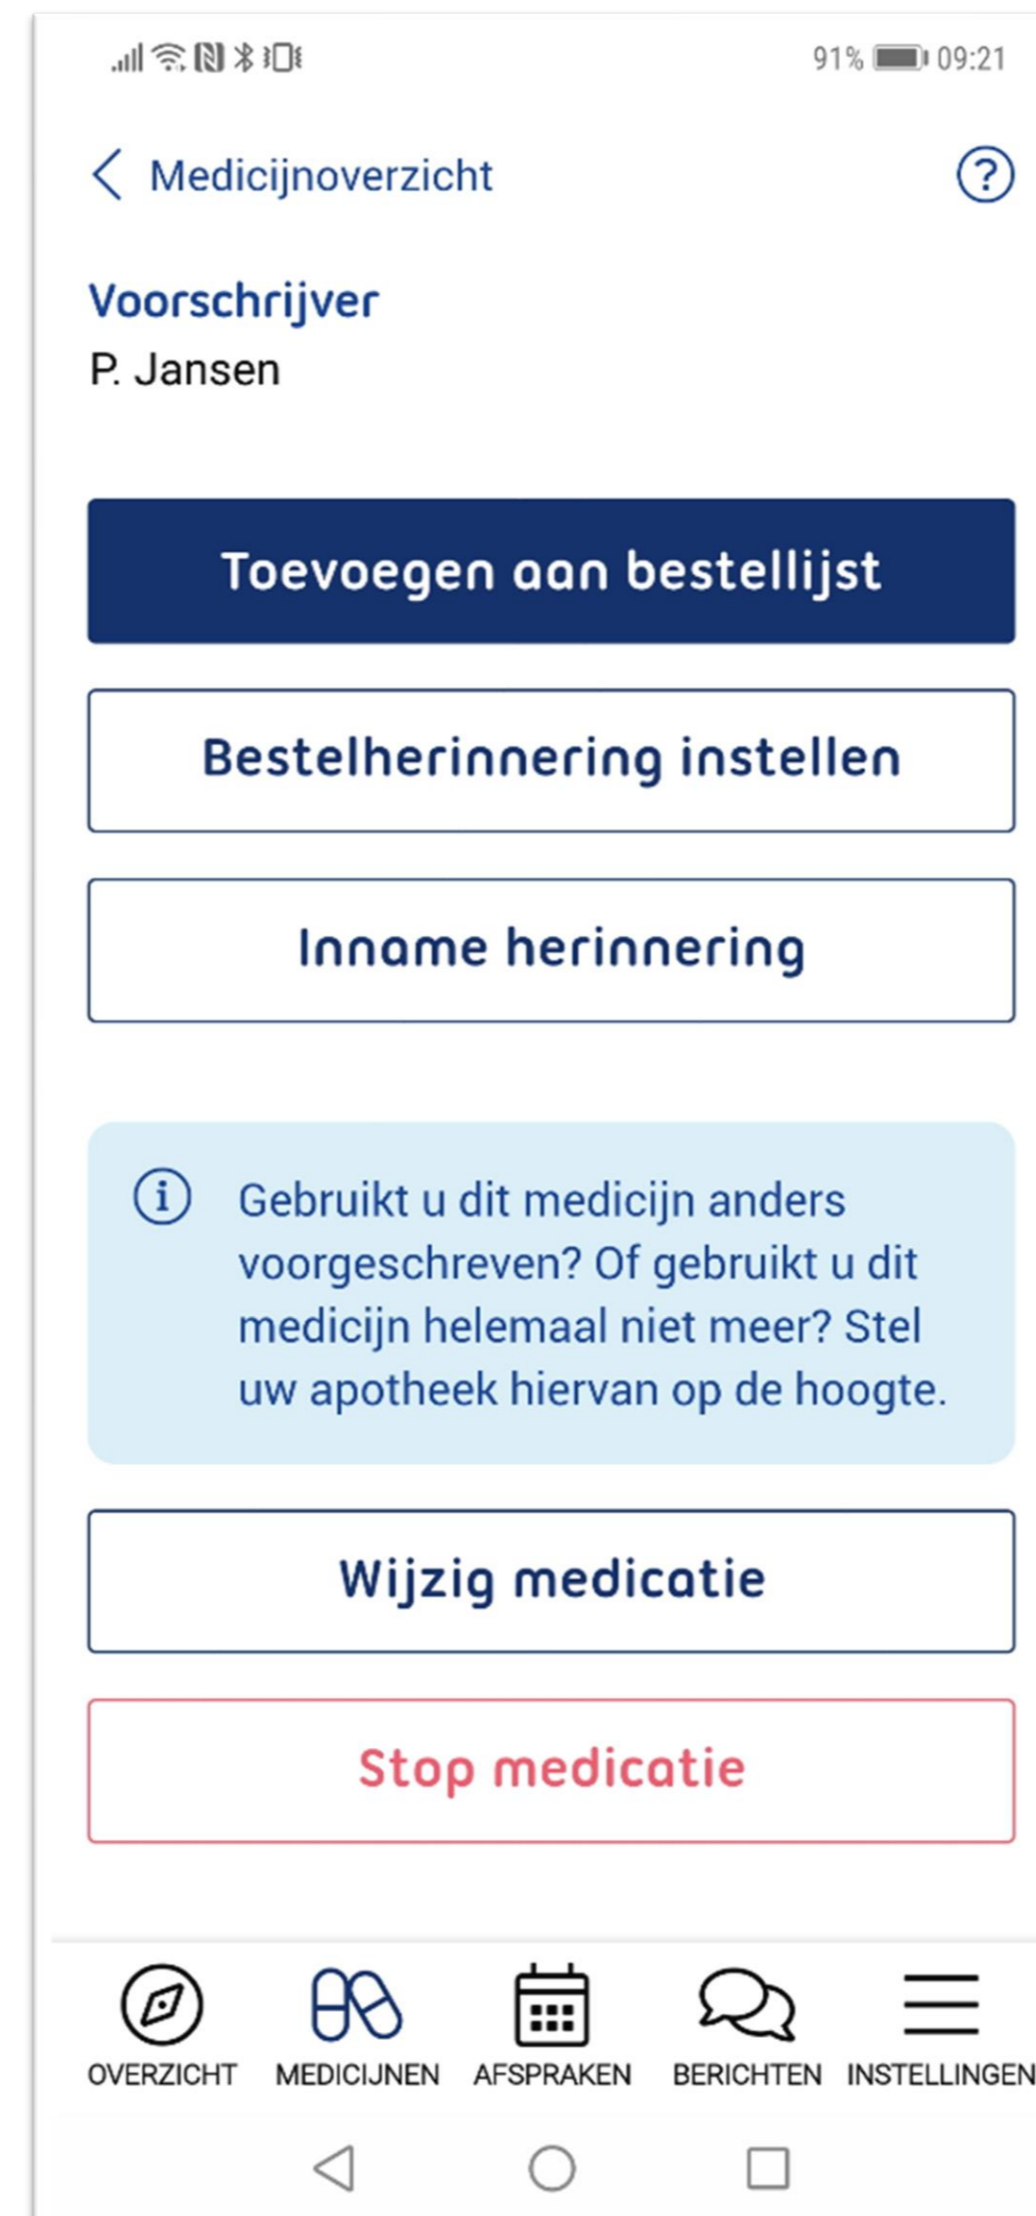 91% 09:21
Medicijnoverzicht
Voorschrijver
P. Jansen
Toevoegen aan bestellijst
Bestelherinnering instellen
Inname herinnering
Gebruikt u dit medicijn anders
voorgeschreven? Of gebruikt u dit
medicijn helemaal niet meer? Stel
uw apotheek hiervan op de hoogte.
Wijzig medicatie
Stop medicatie
OVERZICHT MEDICIJNEN AFSPRAKEN BERICHTEN INSTELLINGEN